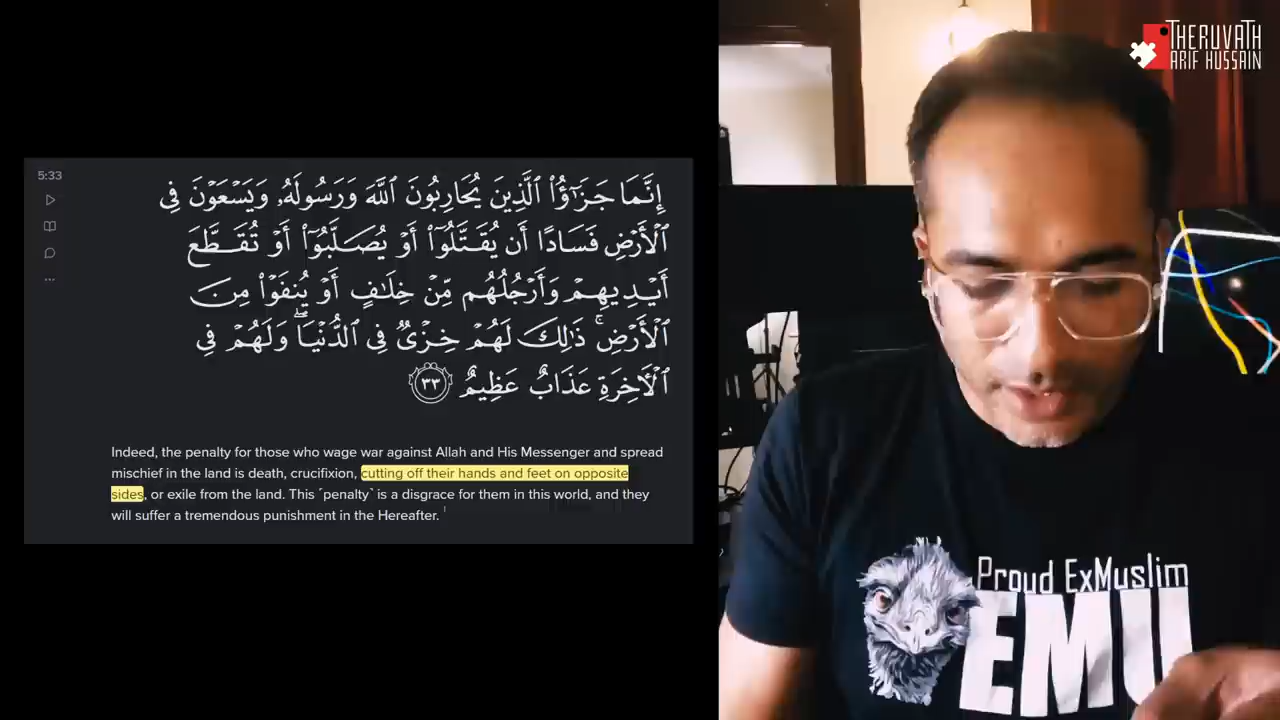 5:33
إِنَّمَا جَزَٰٓؤُا۟ ٱلَّذِينَ يُحَارِبُونَ ٱللَّهَ وَرَسُولَهُۥ وَيَسْعَوْنَ فِى
ٱلْأَرْضِ فَسَادًا أَن يُقَتَّلُوٓا۟ أَوْ يُصَلَّبُوٓا۟ أَوْ تُقَطَّعَ
أَيْدِيهِمْ وَأَرْجُلُهُم مِّنْ خِلَـٰفٍ أَوْ يُنفَوْا۟ مِنَ
ٱلْأَرْضِ ۚ ذَٰلِكَ لَهُمْ خِزْىٌ فِى ٱلدُّنْيَا ۖ وَلَهُمْ فِى
ٱلْـَٔاخِرَةِ عَذَابٌ عَظِيمٌ ٣٣
Indeed, the penalty for those who wage war against Allah and His Messenger and spread
mischief in the land is death, crucifixion, cutting off their hands and feet on opposite
sides, or exile from the land. This ˹penalty˺ is a disgrace for them in this world, and they
will suffer a tremendous punishment in the Hereafter. 1
THERUVATH
ARIF HUSSAIN
Proud ExMuslim
EMU